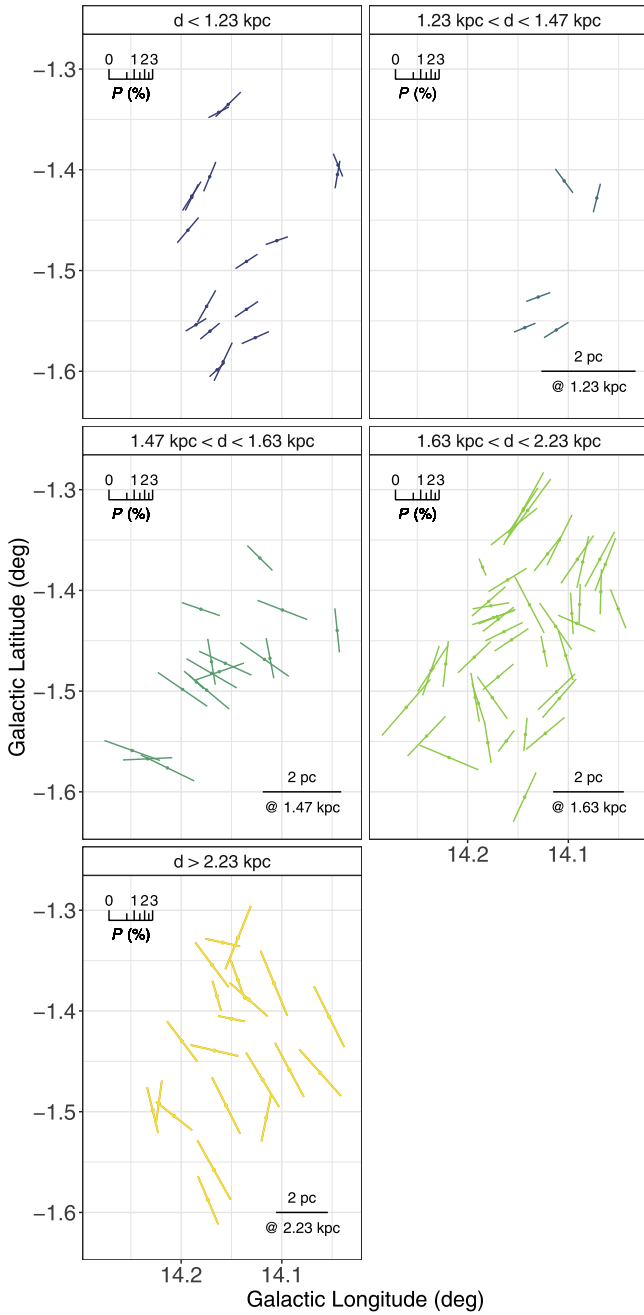 d < 1.23 kpc
1.23 kpc < d < 1.47 kpc
0 123
P (%)
0 123
P (%)
−1.3
−1.4
−1.5
−1.6
2 pc
@ 1.23 kpc
1.47 kpc < d < 1.63 kpc
1.63 kpc < d < 2.23 kpc
0 123
P (%)
0 123
P (%)
−1.3
−1.4
−1.5
−1.6
2 pc
@ 1.47 kpc
2 pc
@ 1.63 kpc
14.2 14.1
Galactic Latitude (deg)
d > 2.23 kpc
0 123
P (%)
−1.3
−1.4
−1.5
−1.6
2 pc
@ 2.23 kpc
14.2 14.1
Galactic Longitude (deg)